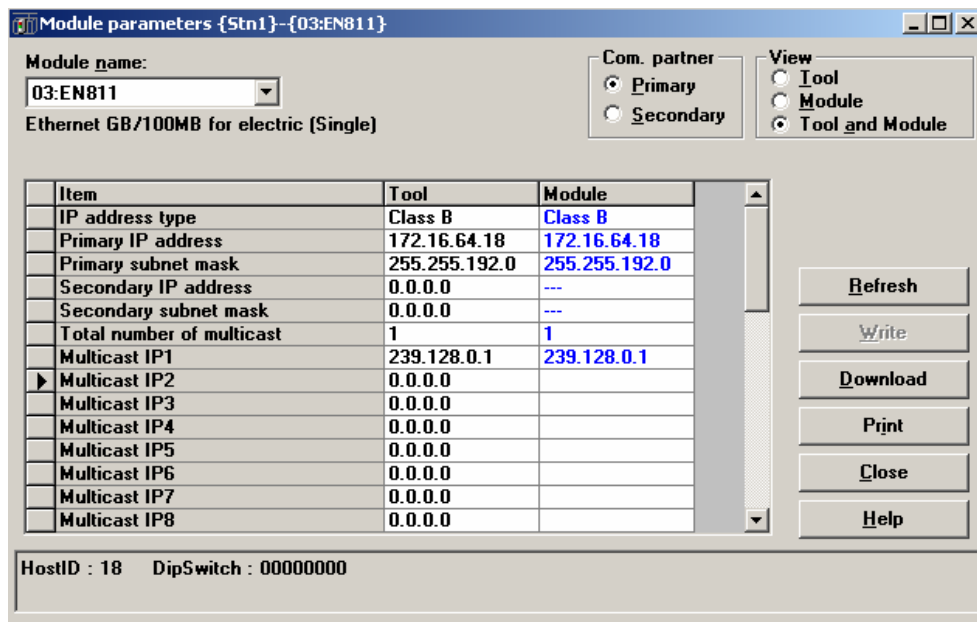 Module parameters {Stn1}-{03:EN811}
Module name:
03:EN811
Ethernet GB/100MB for electric (Single)
Com. partner
Primary
Secondary
View
Tool
Module
Tool and Module
Item Tool Module
IP address type Class B Class B
Primary IP address 172.16.64.18 172.16.64.18
Primary subnet mask 255.255.192.0 255.255.192.0
Secondary IP address 0.0.0.0 ---
Secondary subnet mask 0.0.0.0 ---
Total number of multicast 1 1
Multicast IP1 239.128.0.1 239.128.0.1
Multicast IP2 0.0.0.0
Multicast IP3 0.0.0.0
Multicast IP4 0.0.0.0
Multicast IP5 0.0.0.0
Multicast IP6 0.0.0.0
Multicast IP7 0.0.0.0
Multicast IP8 0.0.0.0
Refresh
Write
Download
Print
Close
Help
HostID : 18 DipSwitch : 00000000